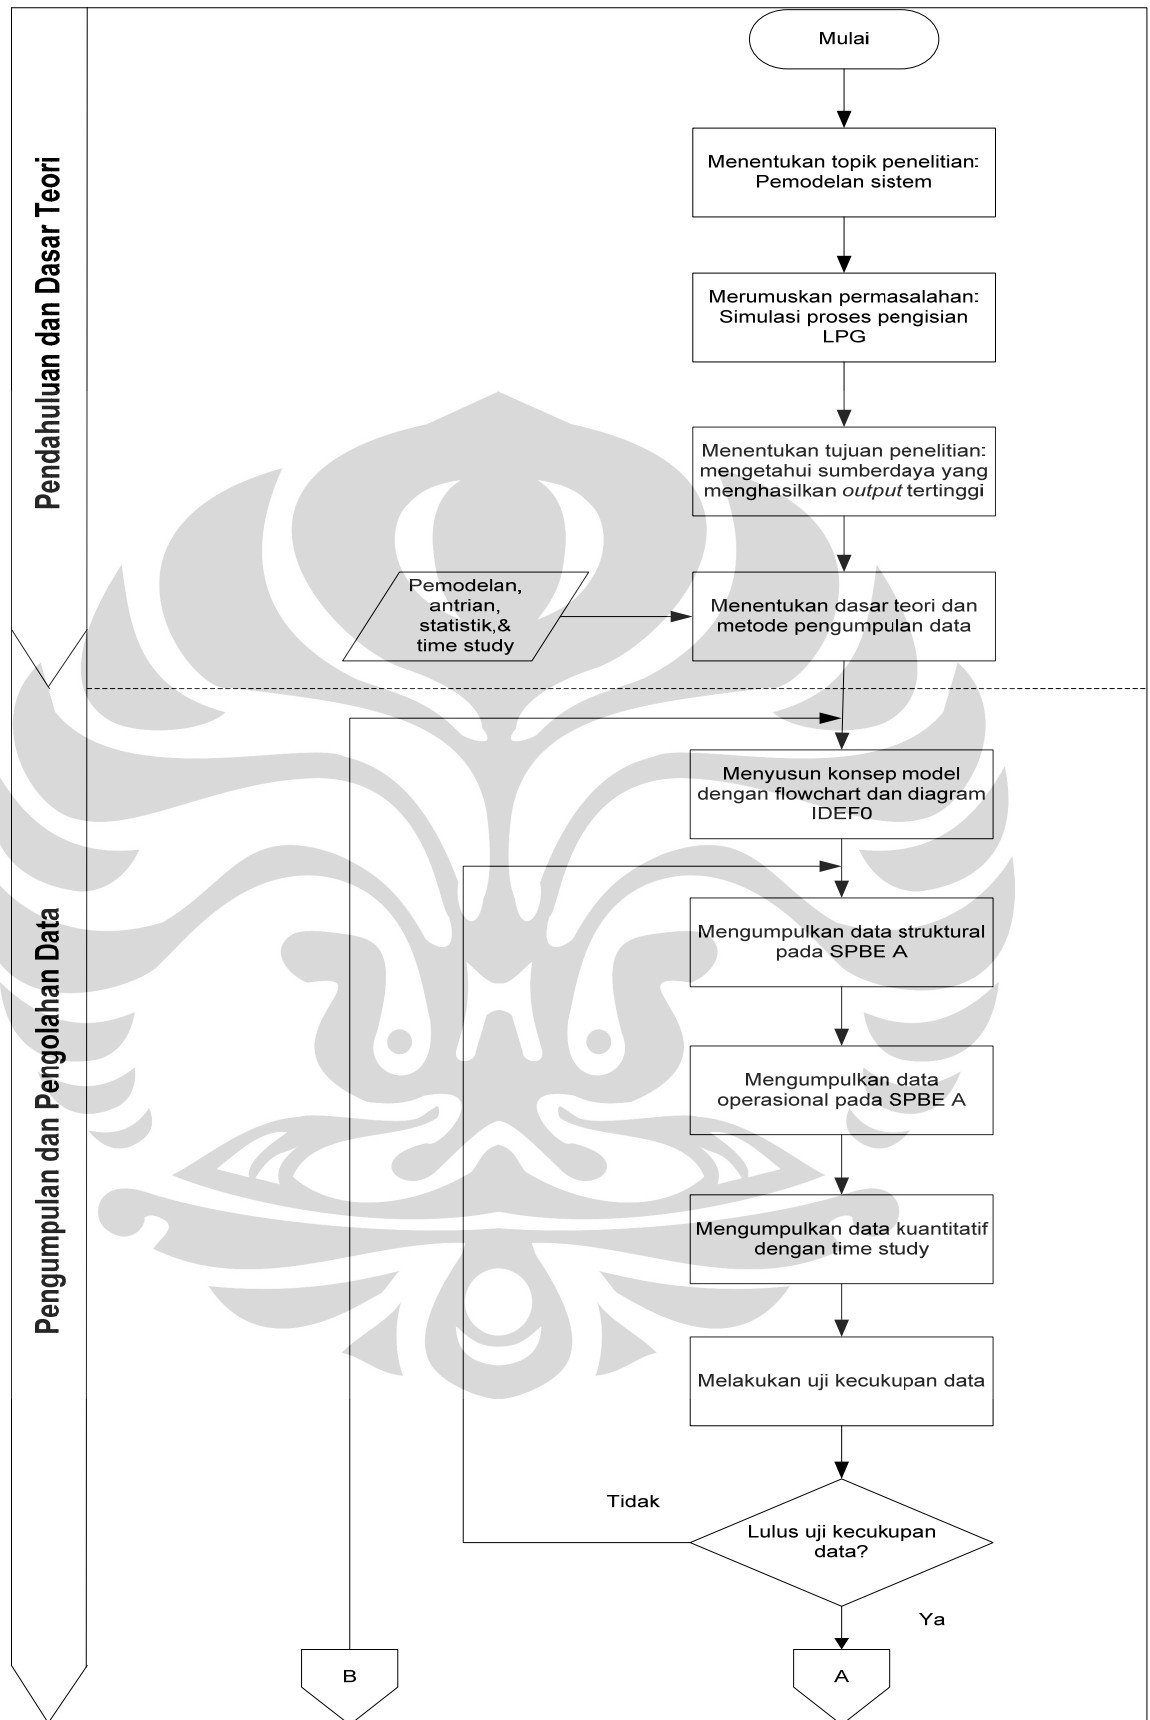 Pendahuluan dan Dasar Teori
Mulai
Menentukan topik penelitian:
Pemodelan sistem
Merumuskan permasalahan:
Simulasi proses pengisian
LPG
Menentukan tujuan penelitian:
mengetahui sumberdaya yang
menghasilkan output tertinggi
Pemodelan,
antrian,
statistik,&
time study
Menentukan dasar teori dan
metode pengumpulan data
Pengumpulan dan Pengolahan Data
Menyusun konsep model
dengan flowchart dan diagram
IDEF0
Mengumpulkan data struktural
pada SPBE A
Mengumpulkan data
operasional pada SPBE A
Mengumpulkan data kuantitatif
dengan time study
Melakukan uji kecukupan data
Tidak
Lulus uji kecukupan
data?
Ya
B
A